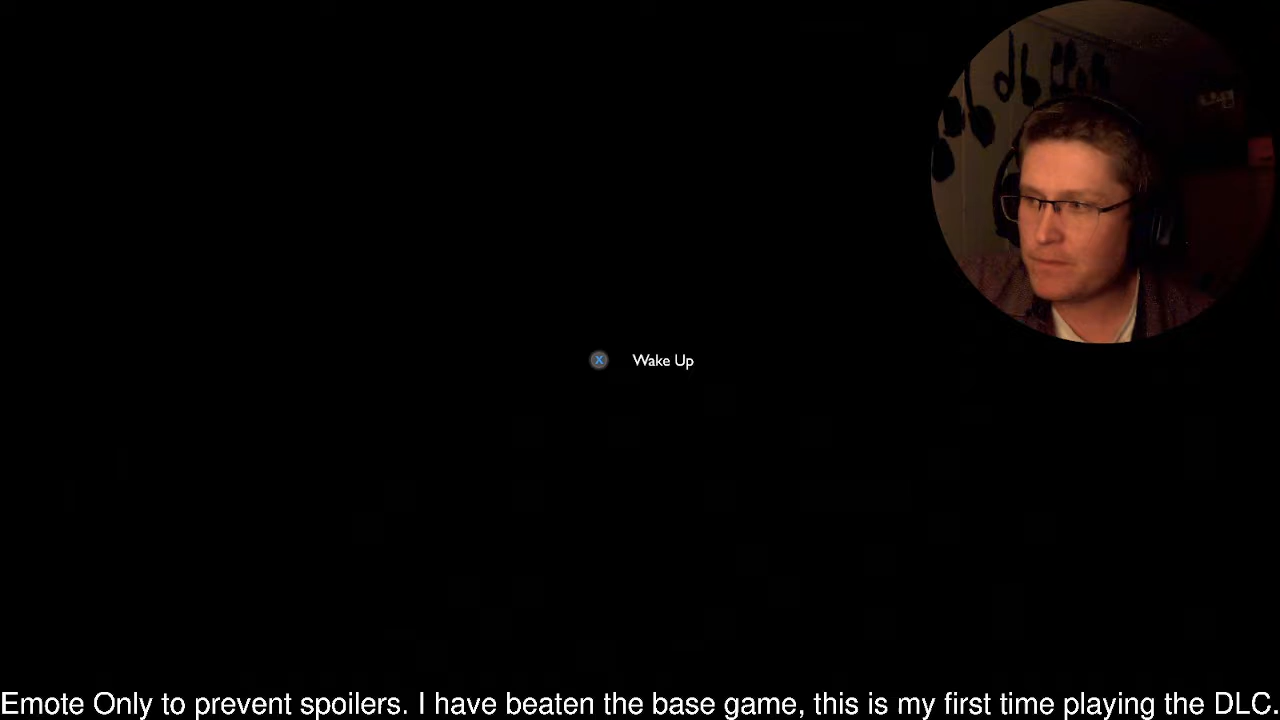 X Wake Up
Emote Only to prevent spoilers. I have beaten the base game, this is my first time playing the DLC.